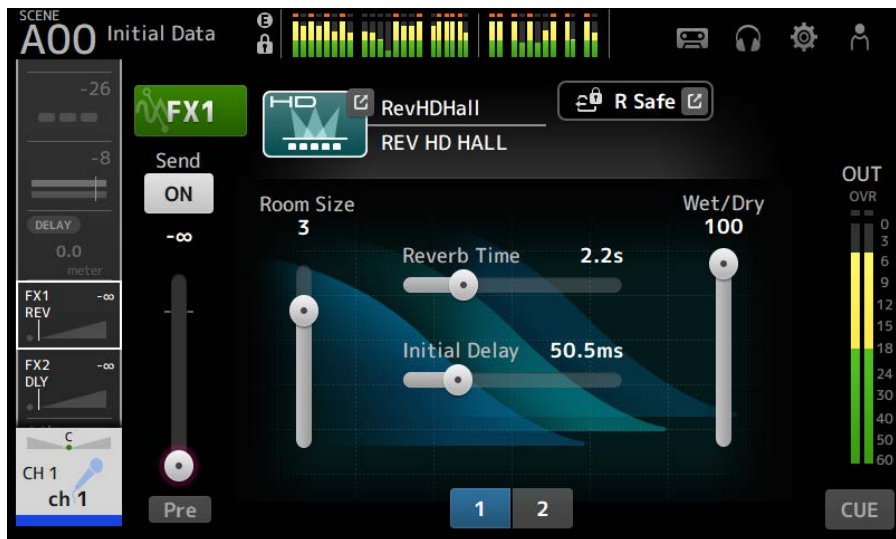 SCENE
A00 Initial Data
E
-26
-8
DELAY
0.0
meter
FX1 -∞
REV
FX2 -∞
DLY
C
CH 1
ch 1
FX1
Send
ON
-∞
Pre
HD
RevHDHall
REV HD HALL
R Safe
Room Size
3
Reverb Time 2.2s
Initial Delay 50.5ms
Wet/Dry
100
1 2
OUT
OVR
0
3
6
9
12
15
18
24
30
40
50
60
CUE